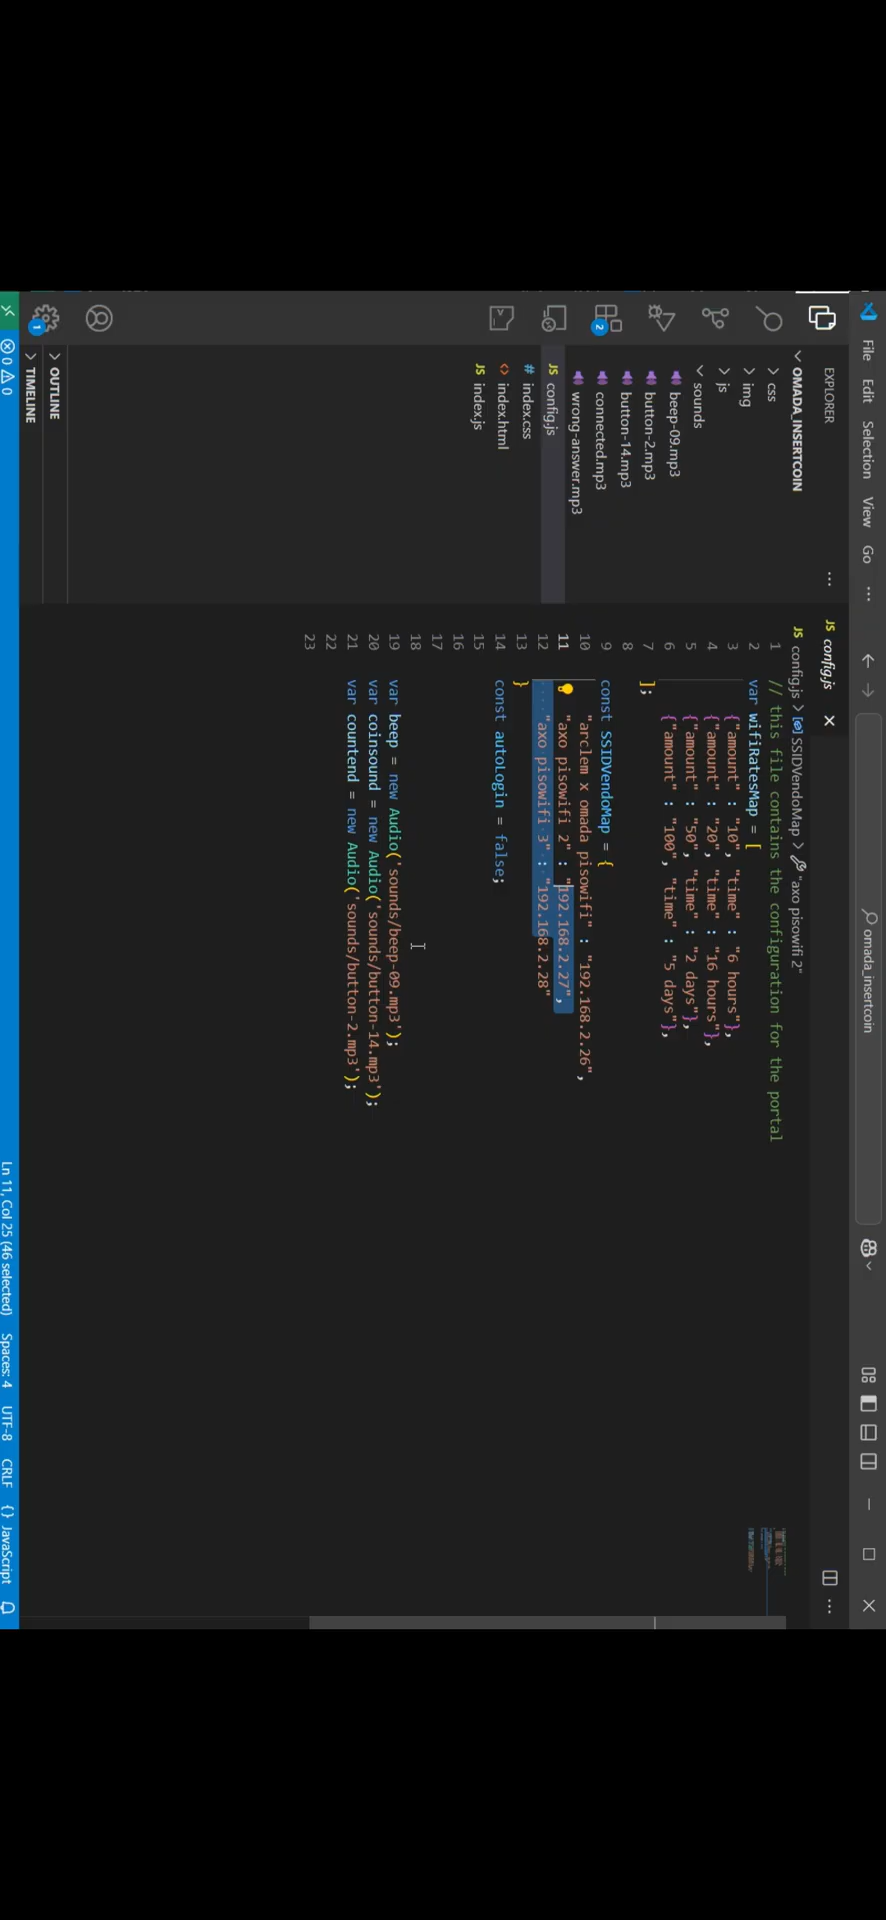 File Edit Selection View Go ... omada_insertcoin
EXPLORER ...
OMADA_INSERTCOIN
css
img
js
sounds
beep-09.mp3
button-2.mp3
button-14.mp3
connected.mp3
wrong-answer.mp3
JS config.js
# index.css
<> index.html
JS index.js
OUTLINE
TIMELINE
2
1
JS config.js ...
JS config.js > SSIDVendoMap > "axo pisowifi 2"
1 // this file contains the configuration for the portal
2 var wifiRatesMap = [
3 {"amount" : "10", "time" : "6 hours"},
4 {"amount" : "20", "time" : "16 hours"},
5 {"amount" : "50", "time" : "2 days"},
6 {"amount" : "100", "time" : "5 days"},
7 ];
8
9 const SSIDVendoMap = {
10 "arclem x omada pisowifi" : "192.168.2.26",
11 "axo pisowifi 2" : "192.168.2.27",
12 "axo pisowifi 3" : "192.168.2.28"
13 }
14 const autoLogin = false;
15
16
17
18
19 var beep = new Audio('sounds/beep-09.mp3');
20 var coinsound = new Audio('sounds/button-14.mp3');
21 var countend = new Audio('sounds/button-2.mp3');
22
23
0 0 Ln 11, Col 25 (46 selected) Spaces: 4 UTF-8 CRLF {} JavaScript